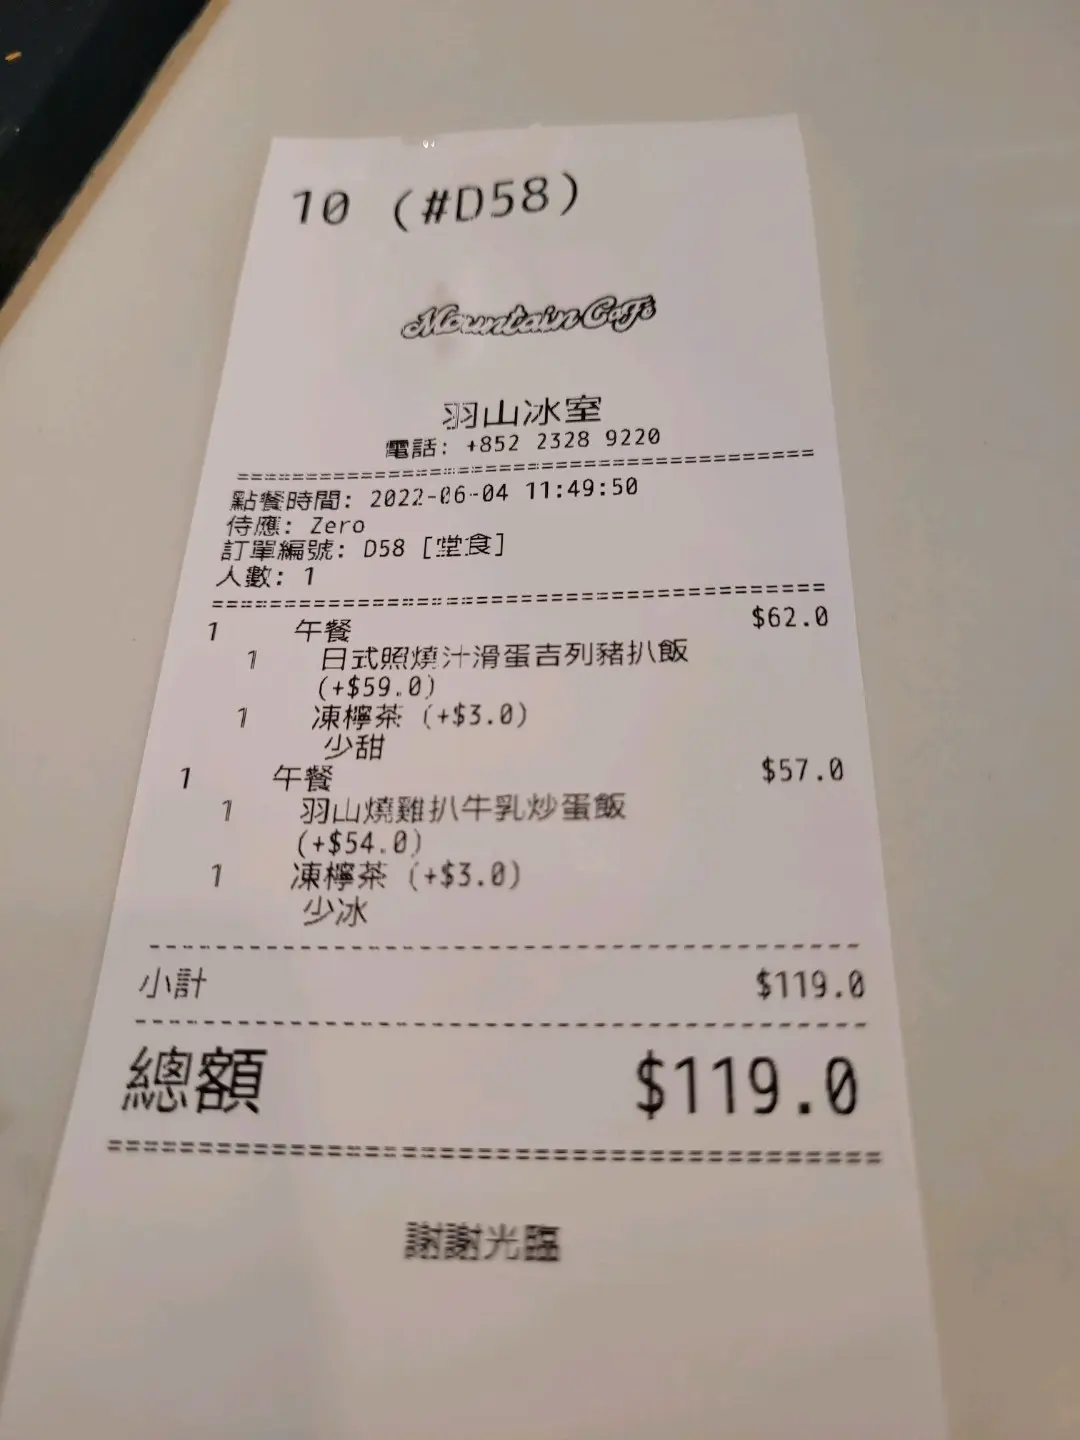 10 (#D58)
Mountain Cafe
羽山冰室
電話: +852 2328 9220
點餐時間: 2022-06-04 11:49:50
侍應: Zero
訂單編號: D58 [堂食]
人數: 1
1 午餐 $62.0
1 日式照燒汁滑蛋吉列豬扒飯
(+$59.0)
1 凍檸茶 (+$3.0)
少甜
1 午餐 $57.0
1 羽山燒雞扒牛乳炒蛋飯
(+$54.0)
1 凍檸茶 (+$3.0)
少冰
小計 $119.0
總額 $119.0
謝謝光臨